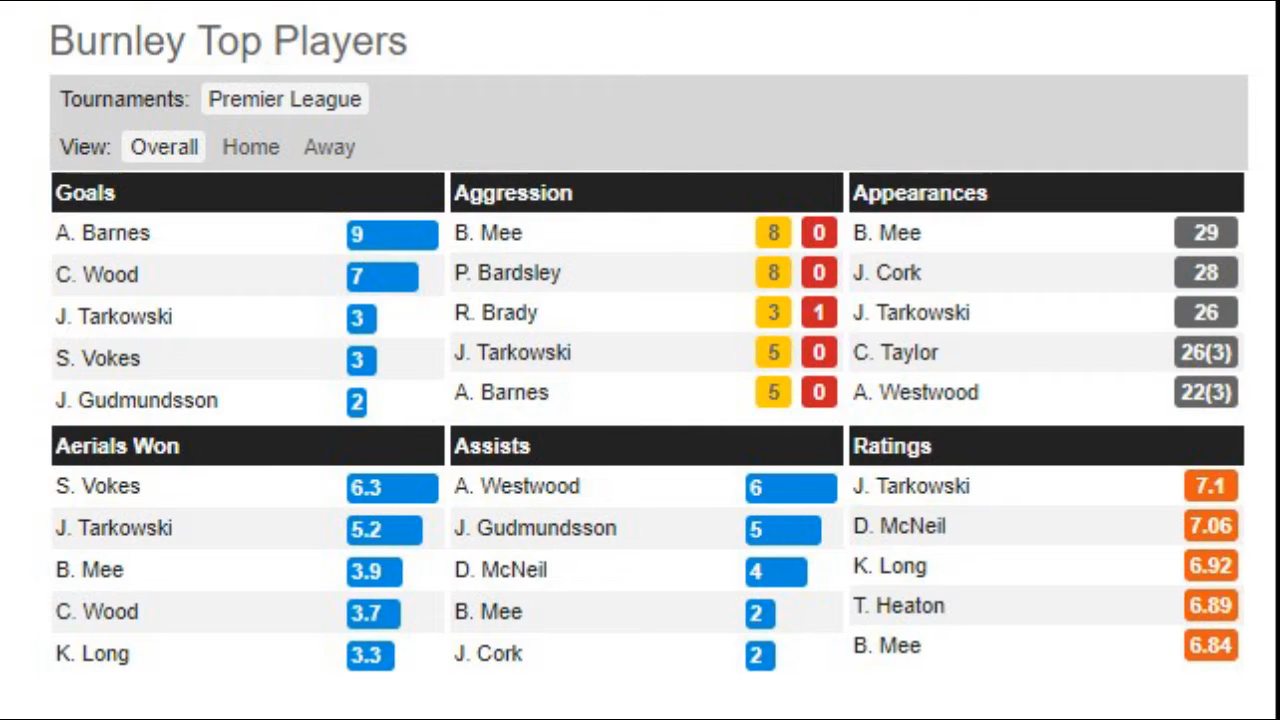 Burnley Top Players
Tournaments: Premier League
View: Overall Home Away
Goals
A. Barnes 9
C. Wood 7
J. Tarkowski 3
S. Vokes 3
J. Gudmundsson 2
Aggression
B. Mee 8 0
P. Bardsley 8 0
R. Brady 3 1
J. Tarkowski 5 0
A. Barnes 5 0
Appearances
B. Mee 29
J. Cork 28
J. Tarkowski 26
C. Taylor 26(3)
A. Westwood 22(3)
Aerials Won
S. Vokes 6.3
J. Tarkowski 5.2
B. Mee 3.9
C. Wood 3.7
K. Long 3.3
Assists
A. Westwood 6
J. Gudmundsson 5
D. McNeil 4
B. Mee 2
J. Cork 2
Ratings
J. Tarkowski 7.1
D. McNeil 7.06
K. Long 6.92
T. Heaton 6.89
B. Mee 6.84